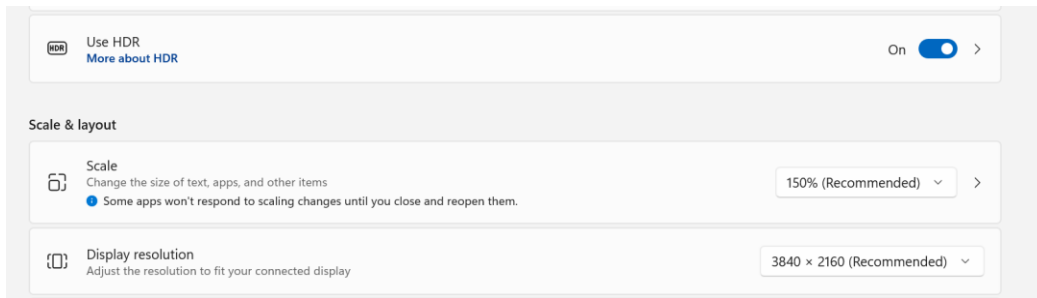 HDR
Use HDR
More about HDR
On
Scale & layout
Scale
Change the size of text, apps, and other items
Some apps won't respond to scaling changes until you close and reopen them.
150% (Recommended)
Display resolution
Adjust the resolution to fit your connected display
3840 × 2160 (Recommended)